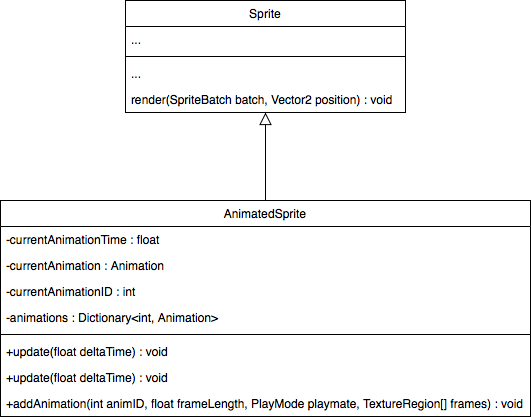 Sprite
...
...
render(SpriteBatch batch, Vector2 position) : void
AnimatedSprite
-currentAnimationTime : float
-currentAnimation : Animation
-currentAnimationID : int
-animations : Dictionary<int, Animation>
+update(float deltaTime) : void
+update(float deltaTime) : void
+addAnimation(int animID, float frameLength, PlayMode playmate, TextureRegion[] frames) : void